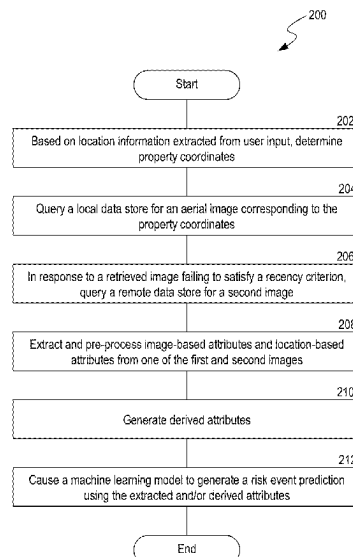 200
Start
202
Based on location information extracted from user input, determine
property coordinates
204
Query a local data store for an aerial image corresponding to the
property coordinates
206
In response to a retrieved image failing to satisfy a recency criterion,
query a remote data store for a second image
208
Extract and pre-process image-based attributes and location-based
attributes from one of the first and second images
210
Generate derived attributes
212
Cause a machine learning model to generate a risk event prediction
using the extracted and/or derived attributes
End